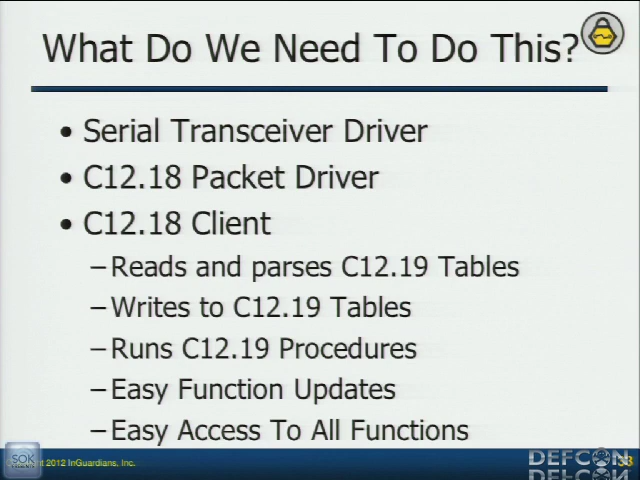 What Do We Need To Do This?
• Serial Transceiver Driver
• C12.18 Packet Driver
• C12.18 Client
–Reads and parses C12.19 Tables
–Writes to C12.19 Tables
–Runs C12.19 Procedures
–Easy Function Updates
–Easy Access To All Functions
SOK
2012 InGuardians, Inc.
DEFCON
33